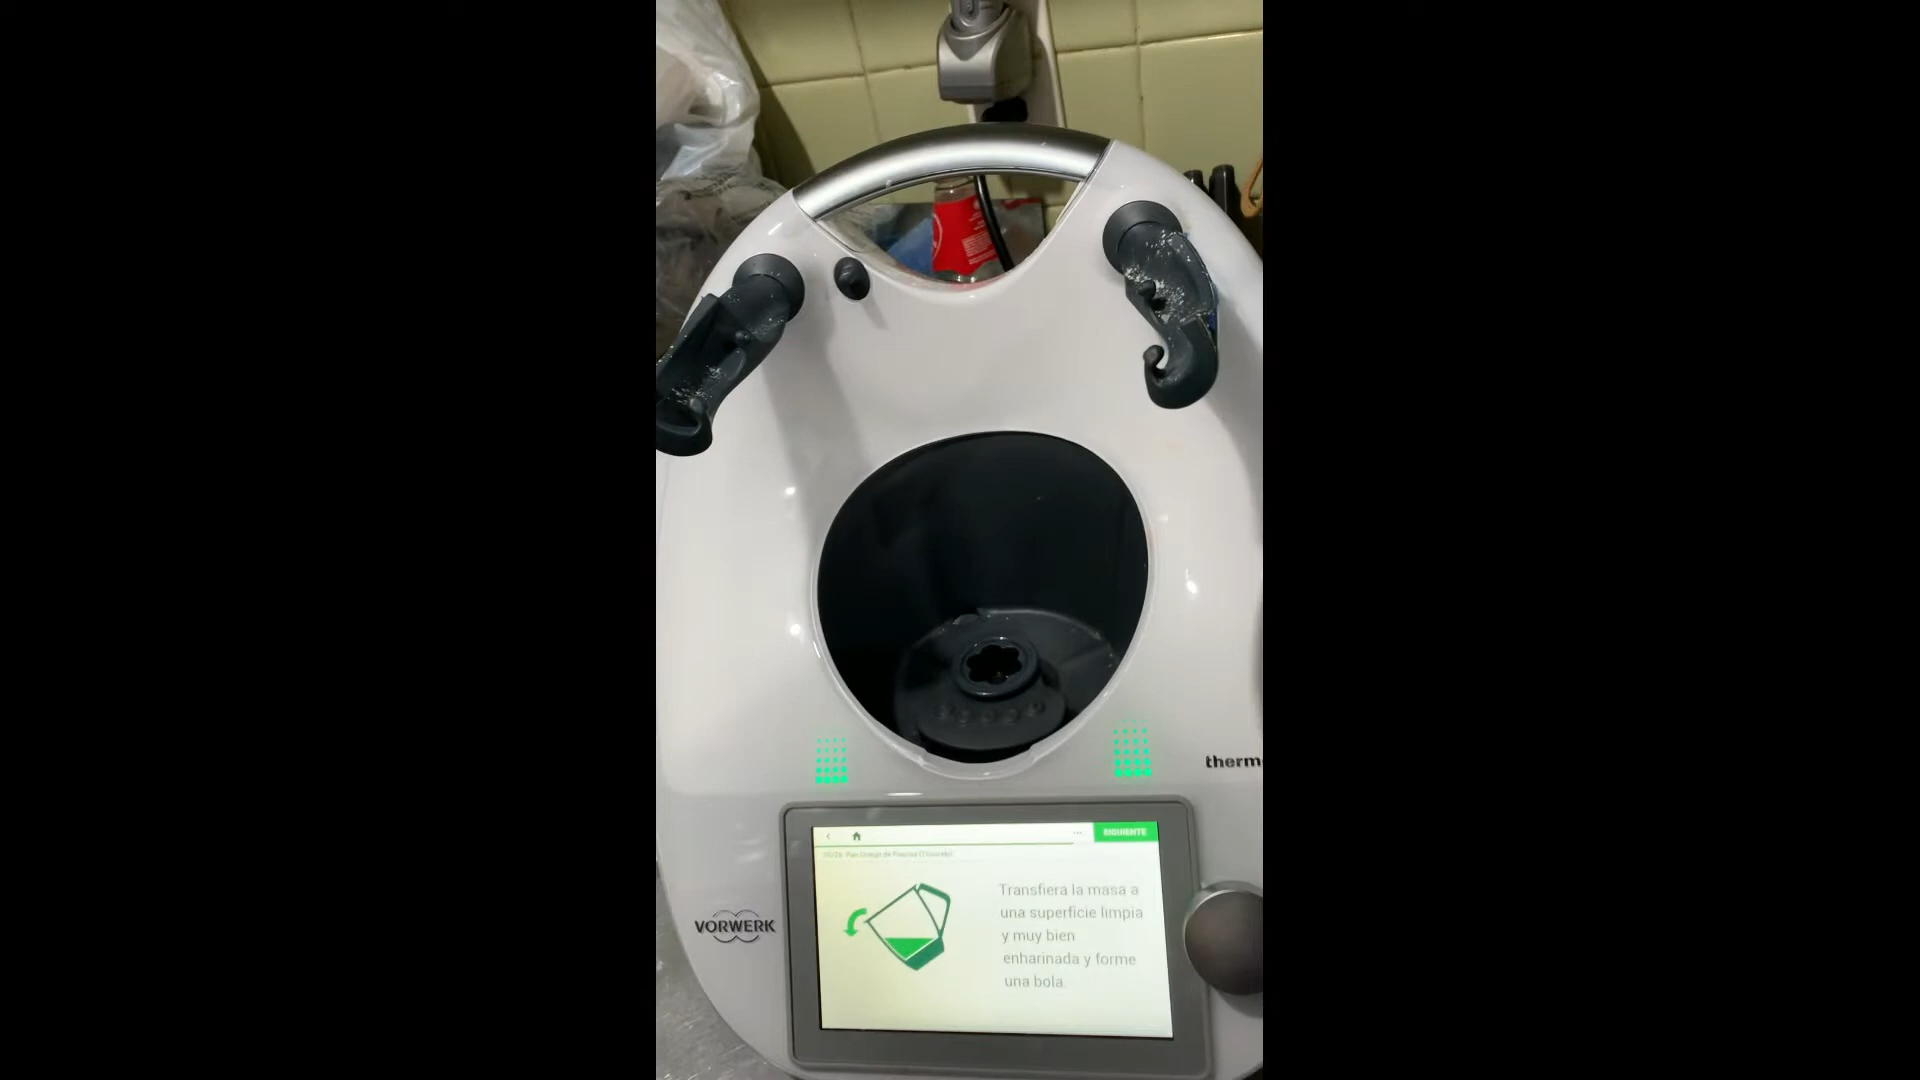 therm
SIGUIENTE
Transfiera la masa a
una superficie limpia
y muy bien
enharinada y forme
una bola.
VORWERK